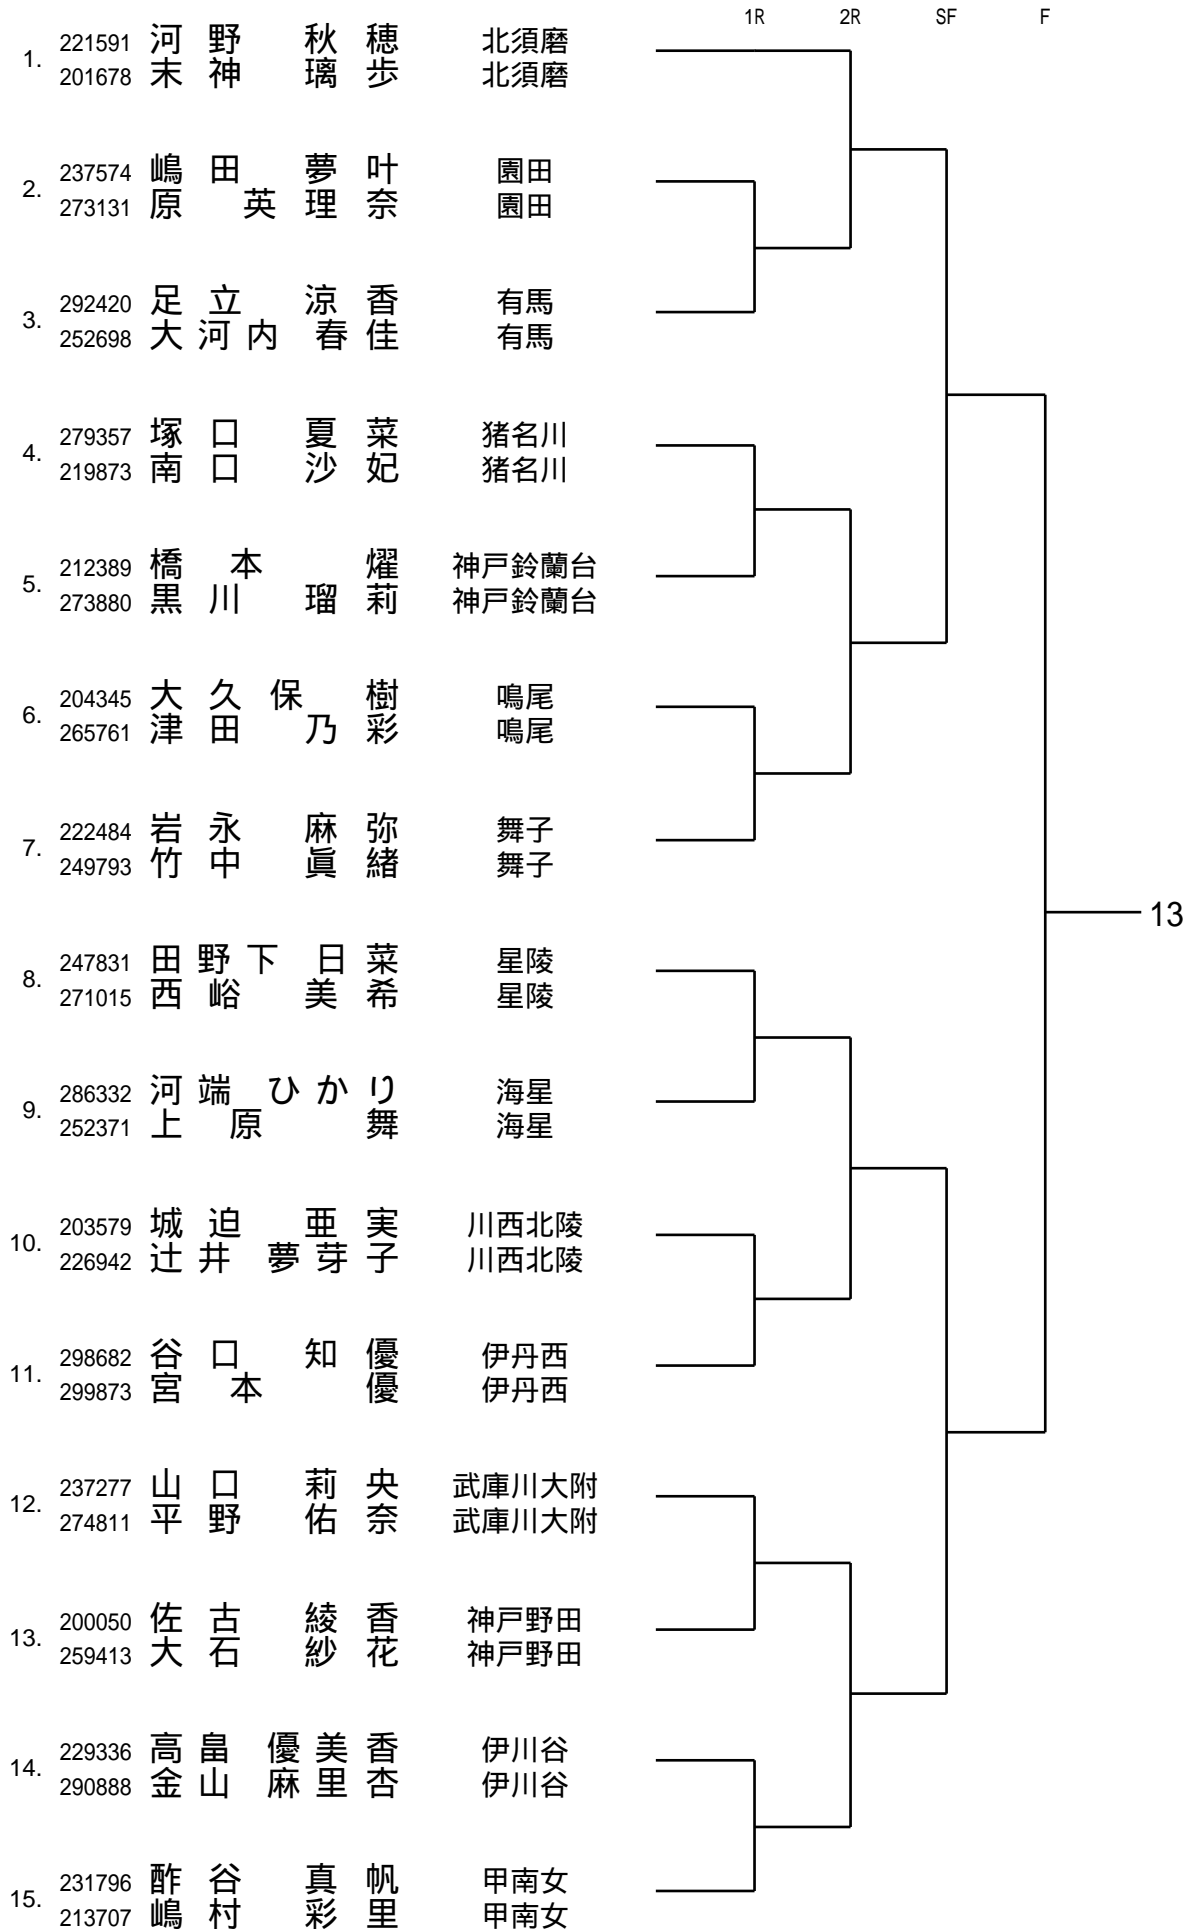 1R 2R SF F
1. 221591 河野 秋穂 北須磨
201678 末神 璃歩 北須磨
2. 237574 嶋田 夢叶 園田
273131 原 英理奈 園田
3. 292420 足立 涼香 有馬
252698 大河内 春佳 有馬
4. 279357 塚口 夏菜 猪名川
219873 南口 沙妃 猪名川
5. 212389 橋本 燿 神戸鈴蘭台
273880 黒川 瑠莉 神戸鈴蘭台
6. 204345 大久保 樹 鳴尾
265761 津田 乃彩 鳴尾
7. 222484 岩永 麻弥 舞子
249793 竹中 眞緒 舞子
13
8. 247831 田野下 日菜 星陵
271015 西峪 美希 星陵
9. 286332 河端 ひかり 海星
252371 上原 舞 海星
10. 203579 城迫 亜実 川西北陵
226942 辻井 夢芽子 川西北陵
11. 298682 谷口 知優 伊丹西
299873 宮本 優 伊丹西
12. 237277 山口 莉央 武庫川大附
274811 平野 佑奈 武庫川大附
13. 200050 佐古 綾香 神戸野田
259413 大石 紗花 神戸野田
14. 229336 高畠 優美香 伊川谷
290888 金山 麻里杏 伊川谷
15. 231796 酢谷 真帆 甲南女
213707 嶋村 彩里 甲南女